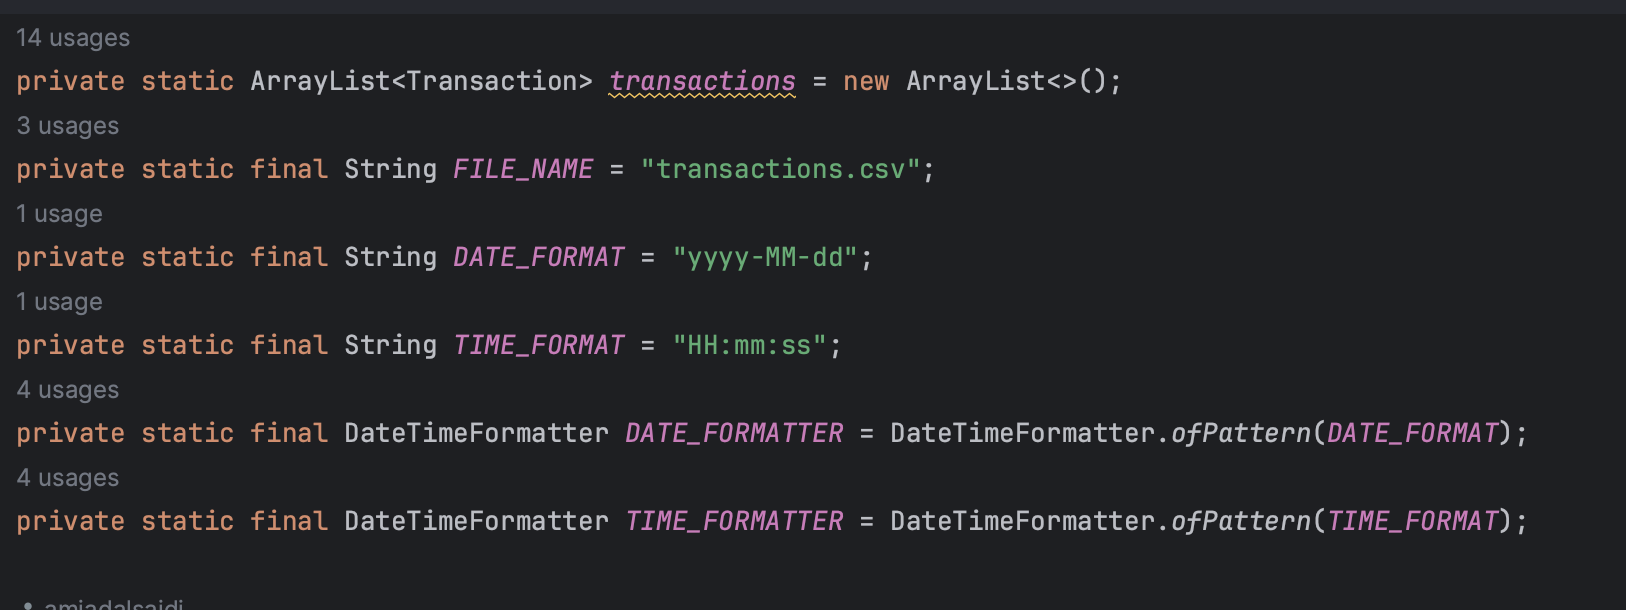 14 usages
private static ArrayList<Transaction> transactions = new ArrayList<>();
3 usages
private static final String FILE_NAME = "transactions.csv";
1 usage
private static final String DATE_FORMAT = "yyyy-MM-dd";
1 usage
private static final String TIME_FORMAT = "HH:mm:ss";
4 usages
private static final DateTimeFormatter DATE_FORMATTER = DateTimeFormatter.ofPattern(DATE_FORMAT);
4 usages
private static final DateTimeFormatter TIME_FORMATTER = DateTimeFormatter.ofPattern(TIME_FORMAT);